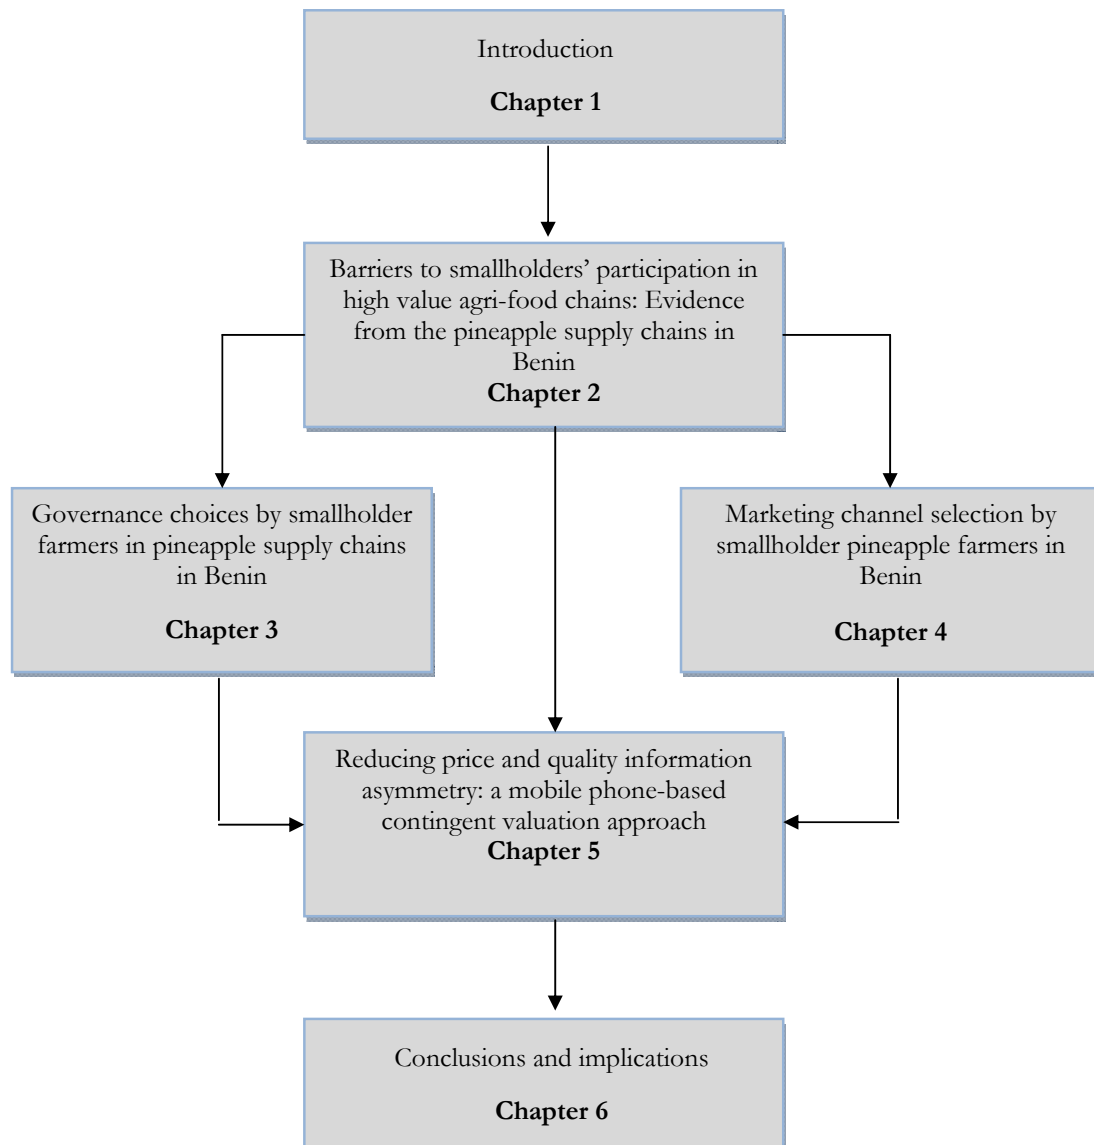 Introduction
Chapter 1
Barriers to smallholders’ participation in
high value agri-food chains: Evidence
from the pineapple supply chains in
Benin
Chapter 2
Governance choices by smallholder
farmers in pineapple supply chains
in Benin
Chapter 3
Marketing channel selection by
smallholder pineapple farmers in
Benin
Chapter 4
Reducing price and quality information
asymmetry: a mobile phone-based
contingent valuation approach
Chapter 5
Conclusions and implications
Chapter 6